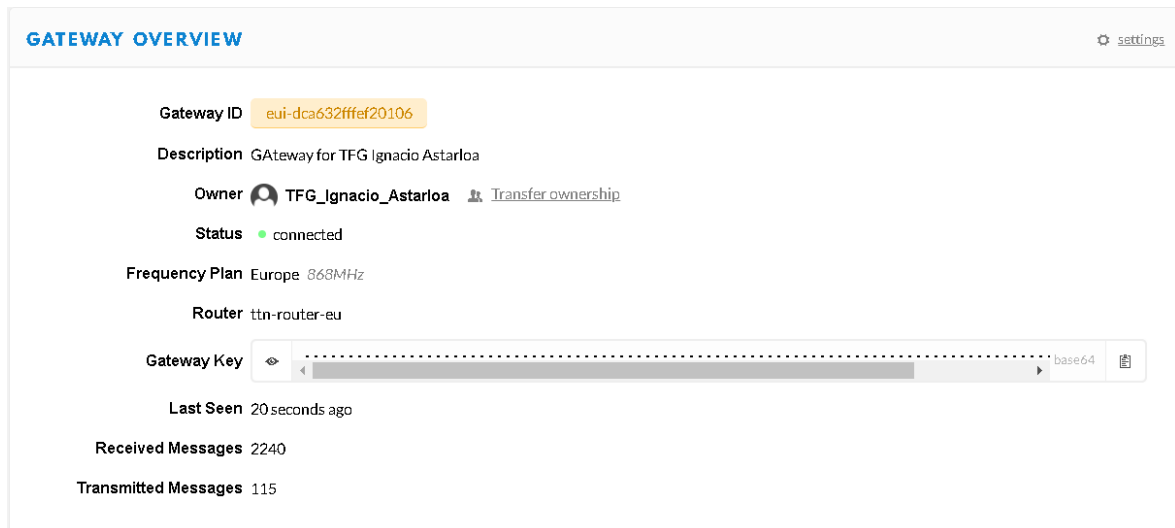 GATEWAY OVERVIEW
settings
Gateway ID eui-dca632fffef20106
Description GAteway for TFG Ignacio Astarloa
Owner TFG_Ignacio_Astarloa Transfer ownership
Status connected
Frequency Plan Europe 868MHz
Router ttn-router-eu
Gateway Key base64
Last Seen 20 seconds ago
Received Messages 2240
Transmitted Messages 115